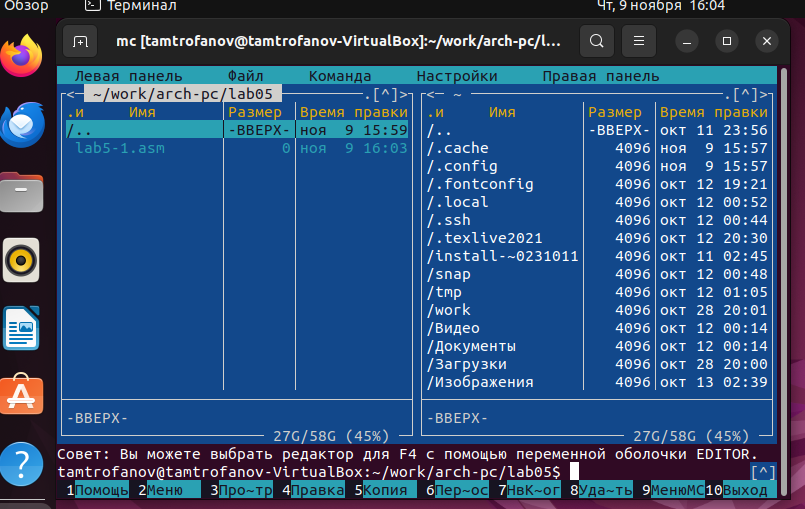 Обзор Терминал Чт, 9 ноября 16:04
mc [tamtrofanov@tamtrofanov-VirtualBox]:~/work/arch-pc/l...
Левая панель Файл Команда Настройки Правая панель
<- ~/work/arch-pc/lab05 .[^]> <- ~ .[^]>
.и Имя Размер Время правки .и Имя Размер Время правки
/.. -ВВЕРХ- ноя 9 15:59 /.. -ВВЕРХ- окт 11 23:56
lab5-1.asm 0 ноя 9 16:03 /.cache 4096 ноя 9 15:57
/.config 4096 ноя 9 15:57
/.fontconfig 4096 окт 12 19:21
/.local 4096 окт 12 00:52
/.ssh 4096 окт 12 00:44
/.texlive2021 4096 окт 12 20:30
/install-~0231011 4096 окт 11 02:45
/snap 4096 окт 12 00:48
/tmp 4096 окт 12 01:05
/work 4096 окт 28 20:01
/Видео 4096 окт 12 00:14
/Документы 4096 окт 12 00:14
/Загрузки 4096 окт 28 20:00
/Изображения 4096 окт 13 02:39
-ВВЕРХ- -ВВЕРХ-
27G/58G (45%) 27G/58G (45%)
Совет: Вы можете выбрать редактор для F4 с помощью переменной оболочки EDITOR.
tamtrofanov@tamtrofanov-VirtualBox:~/work/arch-pc/lab05$ [^]
1Помощь 2Меню 3Про~тр 4Правка 5Копия 6Пер~ос 7НвК~ог 8Уда~ть 9МенюМС 10Выход